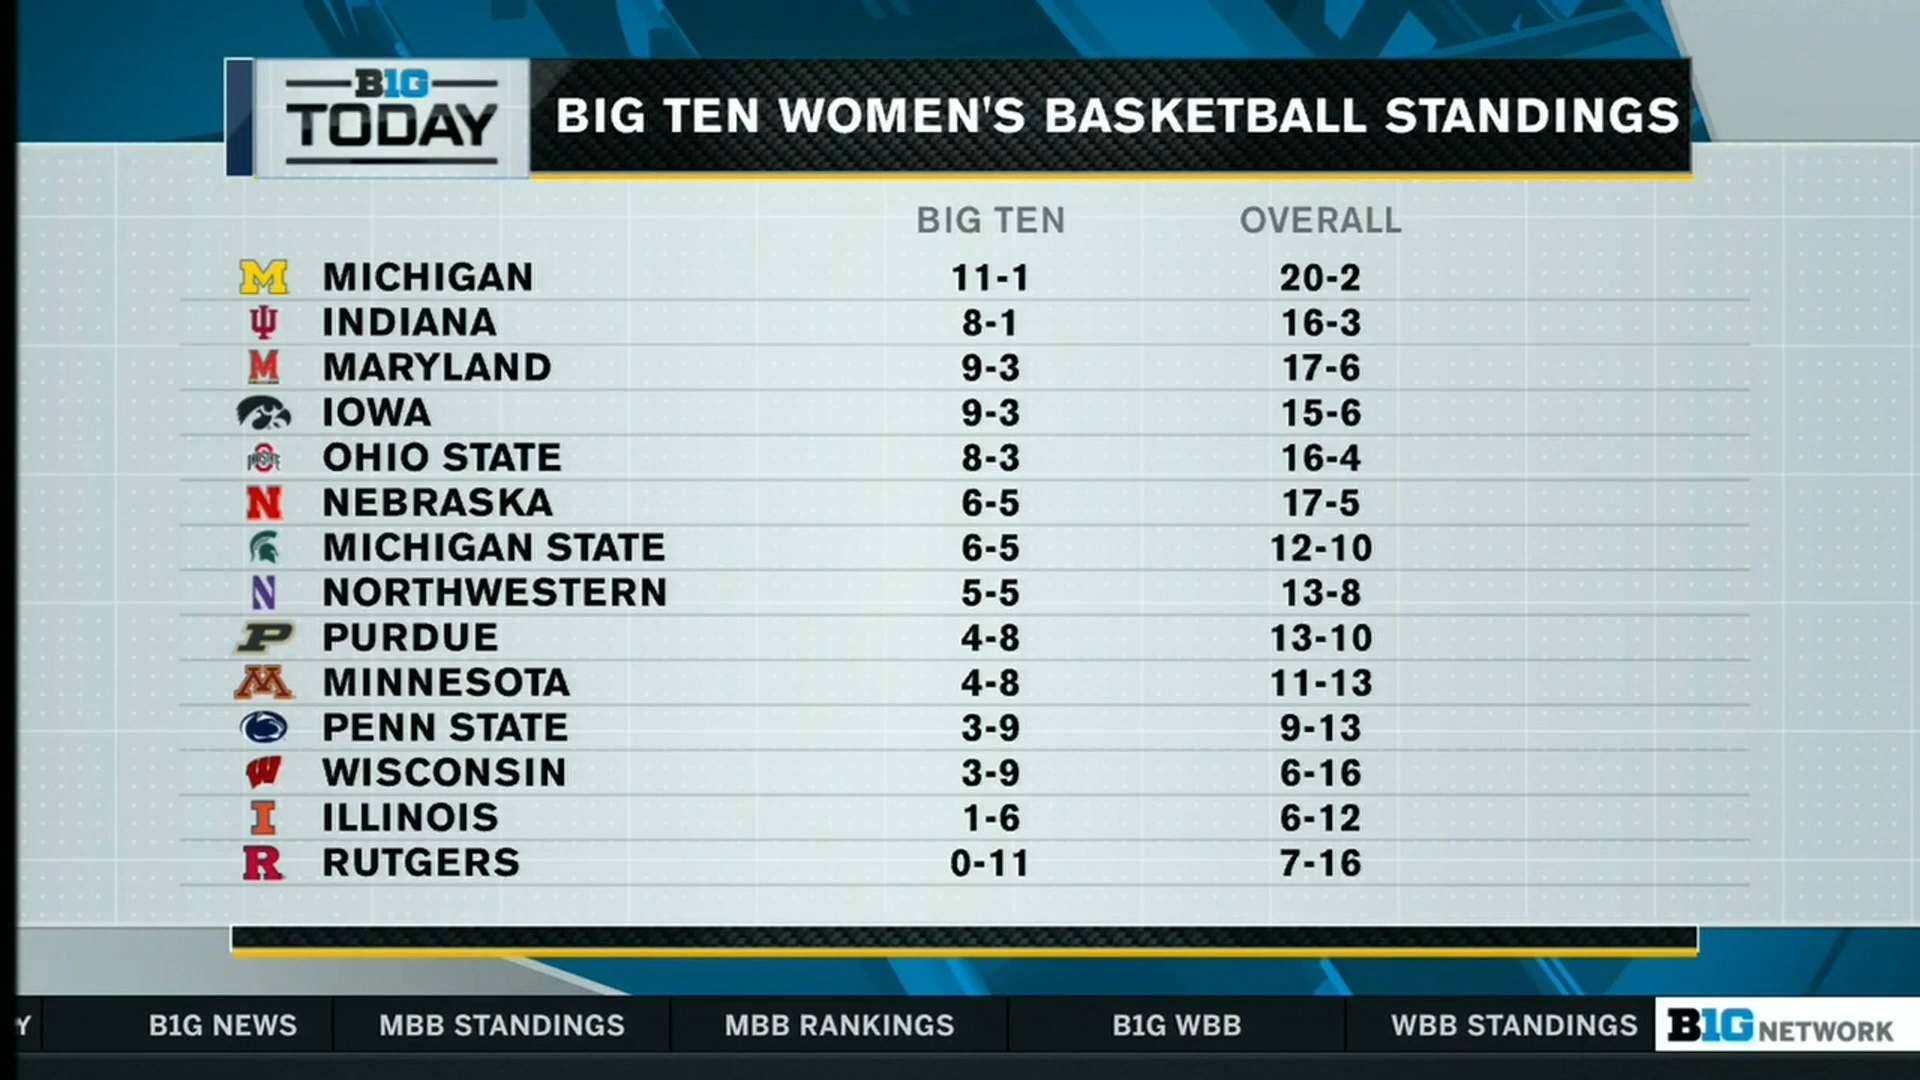 B1G
TODAY
BIG TEN WOMEN'S BASKETBALL STANDINGS
BIG TEN OVERALL
MICHIGAN 11-1 20-2
INDIANA 8-1 16-3
MARYLAND 9-3 17-6
IOWA 9-3 15-6
OHIO STATE 8-3 16-4
NEBRASKA 6-5 17-5
MICHIGAN STATE 6-5 12-10
NORTHWESTERN 5-5 13-8
PURDUE 4-8 13-10
MINNESOTA 4-8 11-13
PENN STATE 3-9 9-13
WISCONSIN 3-9 6-16
ILLINOIS 1-6 6-12
RUTGERS 0-11 7-16
Y B1G NEWS MBB STANDINGS MBB RANKINGS B1G WBB WBB STANDINGS B1G NETWORK